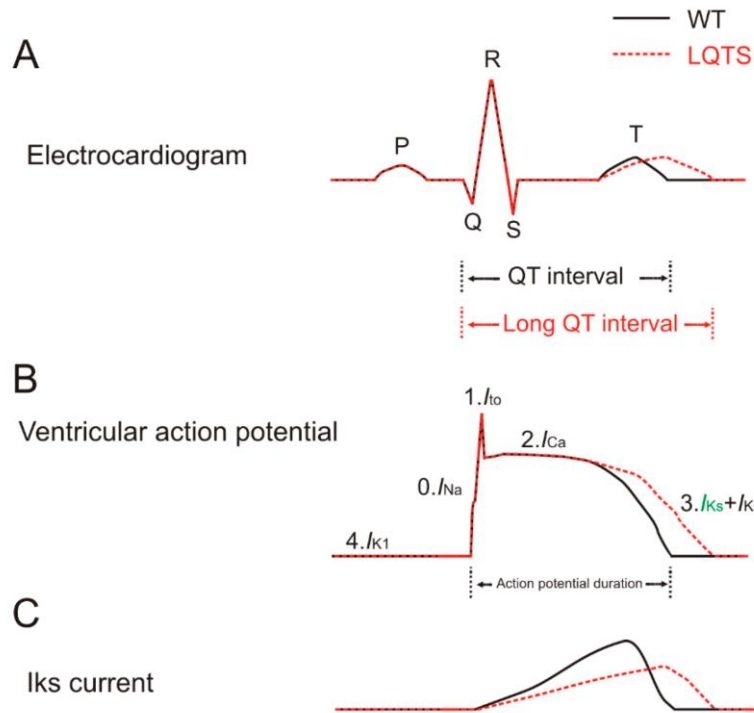 WT
LQTS
A
Electrocardiogram
P
R
Q
S
T
QT interval
Long QT interval
B
Ventricular action potential
4.IK1
0.INa
1.Ito
2.ICa
3.IKs+IK
Action potential duration
C
Iks current